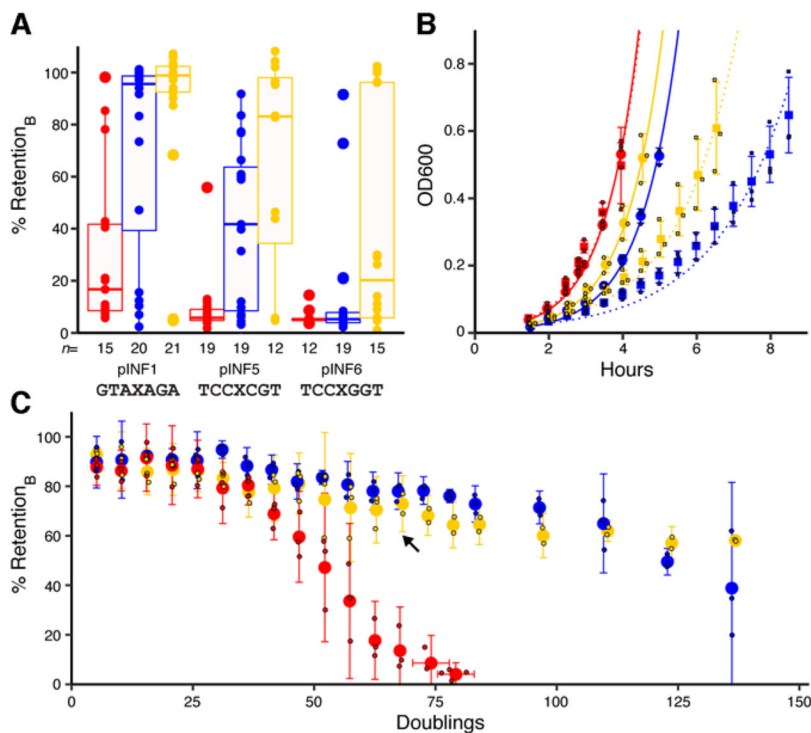 A
% Retention_B
100
80
60
40
20
0
n= 15 20 21 19 19 12 12 19 15
pINF1 pINF5 pINF6
GTAXAGA TCCXCGT TCCXGGT
B
OD600
0.8
0.6
0.4
0.2
0
0 2 4 6 8
Hours
C
% Retention_B
100
80
60
40
20
0
0 25 50 75 100 125 150
Doublings